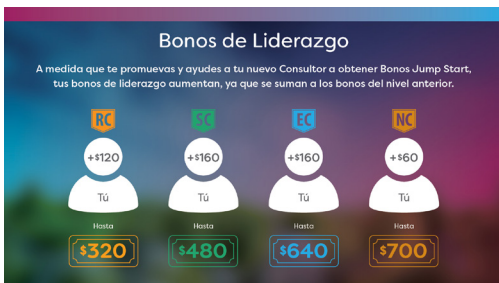 Bonos de Liderazgo
A medida que te promuevas y ayudes a tu nuevo Consultor a obtener Bonos Jump Start,
tus bonos de liderazgo aumentan, ya que se suman a los bonos del nivel anterior.
RC SC EC NC
+$120 +$160 +$160 +$60
Tú Tú Tú Tú
Hasta Hasta Hasta Hasta
$320 $480 $640 $700